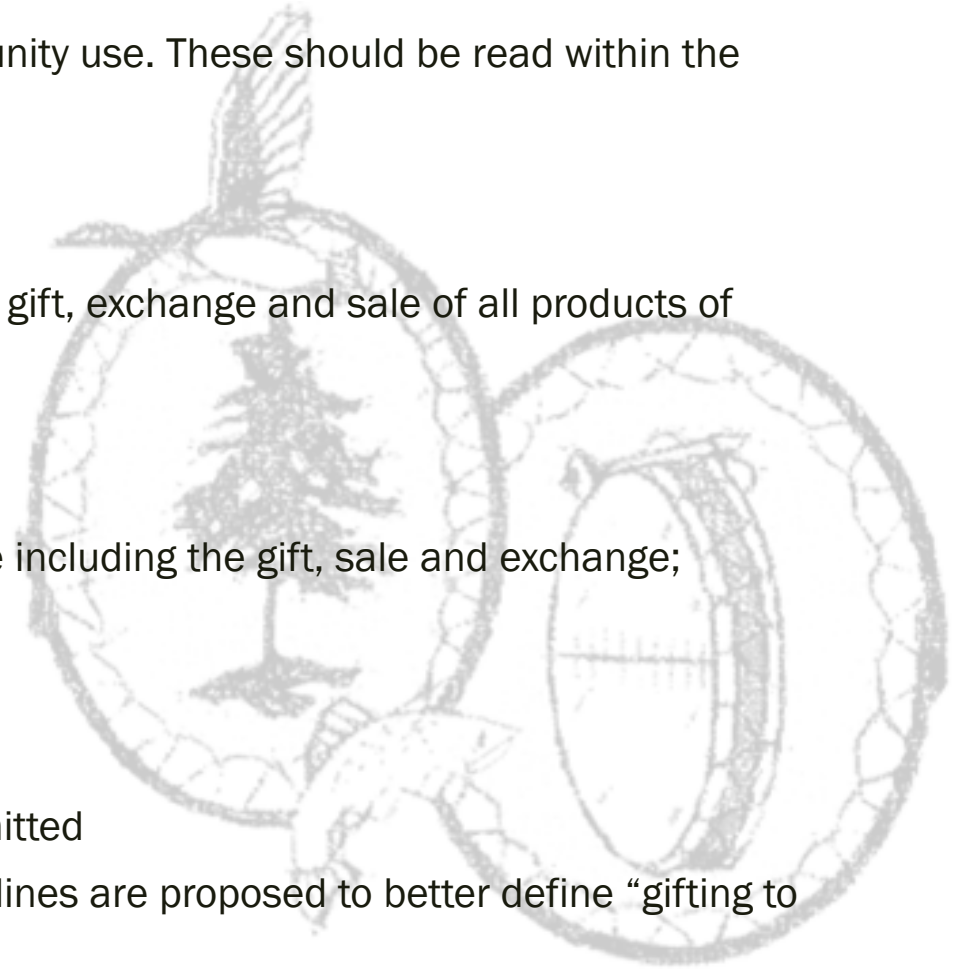 unity use. These should be read within the
gift, exchange and sale of all products of
including the gift, sale and exchange;
itted
lines are proposed to better define “gifting to